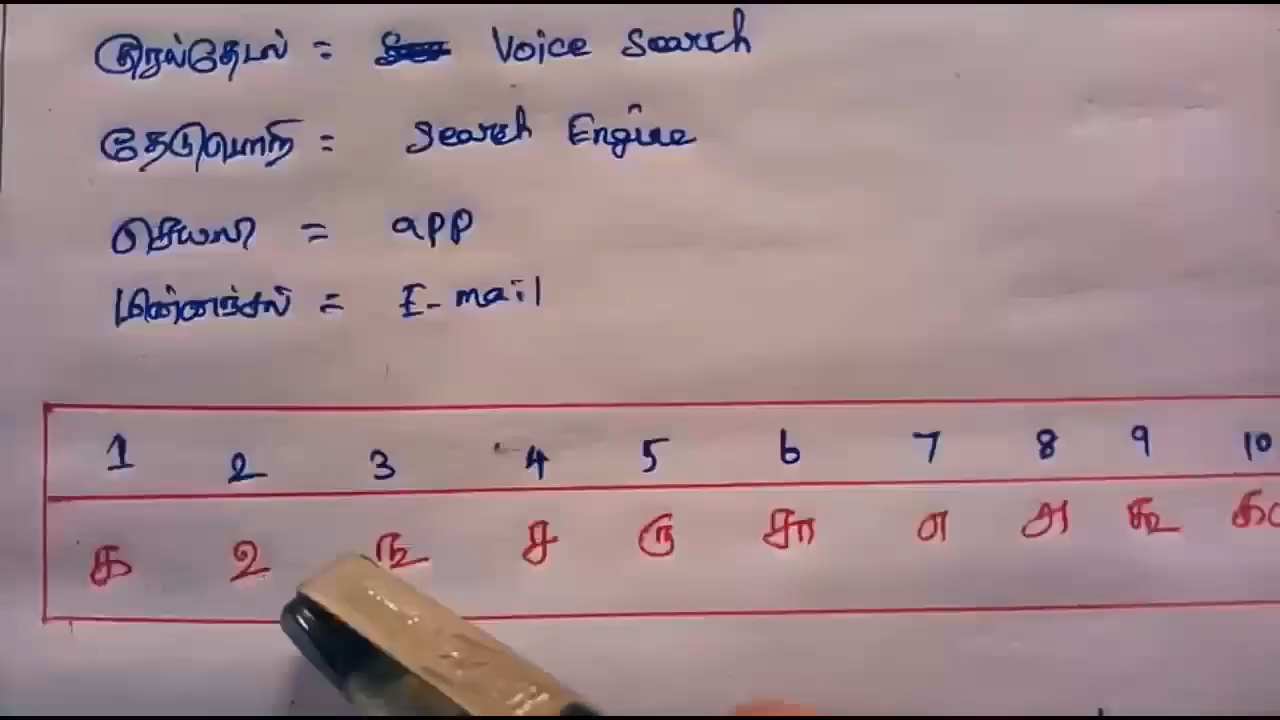 குரல்தேடல் = Voice Search
தேடுபொறி = Search Engine
செயலி = app
மின்னஞ்சல் = E-mail
1 2 3 4 5 6 7 8 9 10
க உ ங ச ரு சா எ அ கூ க௦